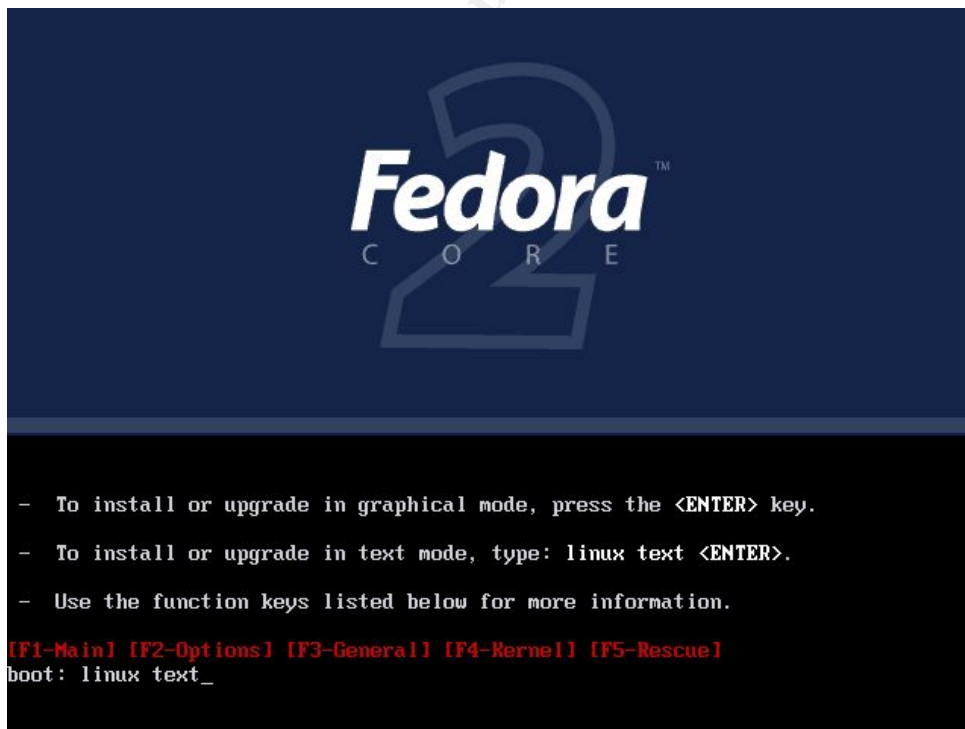 2
Fedora™
CORE
- To install or upgrade in graphical mode, press the <ENTER> key.
- To install or upgrade in text mode, type: linux text <ENTER>.
- Use the function keys listed below for more information.
[F1-Main] [F2-Options] [F3-General] [F4-Kernel] [F5-Rescue]
boot: linux text_